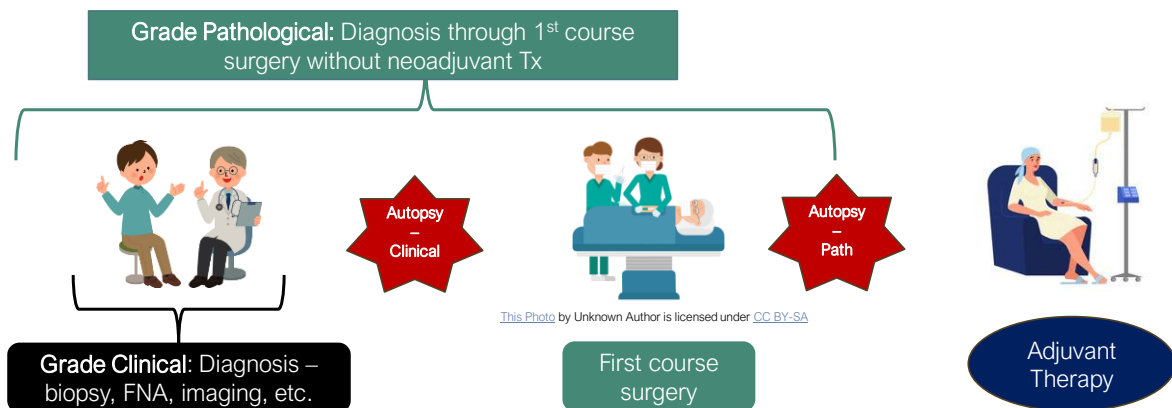 Grade Pathological: Diagnosis through 1st course
surgery without neoadjuvant Tx
Autopsy
–
Clinical
Autopsy
–
Path
This Photo by Unknown Author is licensed under CC BY-SA
Grade Clinical: Diagnosis –
biopsy, FNA, imaging, etc.
First course
surgery
Adjuvant
Therapy